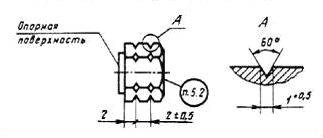 Опорная
поверхность
А
п.5.2
2
2±0,5
А
60°
1+0,5